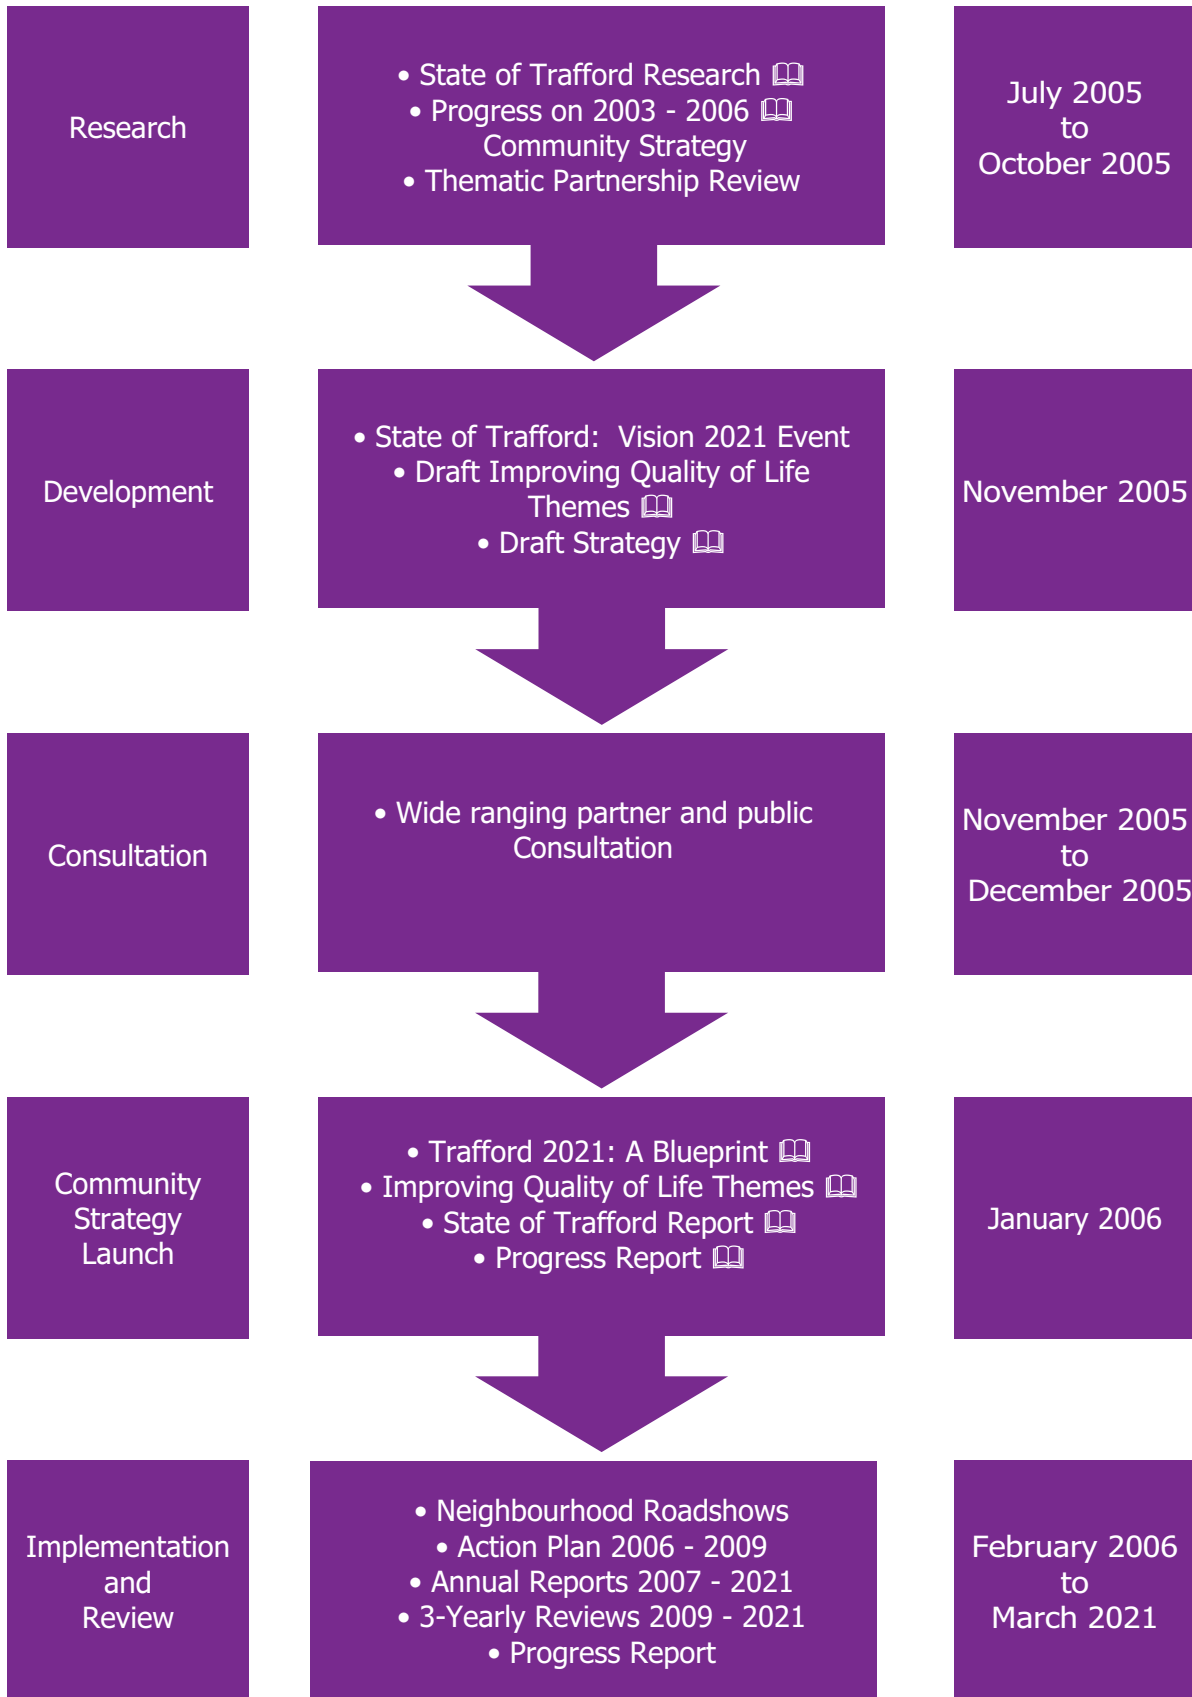 Research
• State of Trafford Research 🕮
• Progress on 2003 - 2006 🕮
Community Strategy
• Thematic Partnership Review
July 2005
to
October 2005
Development
• State of Trafford:  Vision 2021 Event
• Draft Improving Quality of Life
Themes 🕮
• Draft Strategy 🕮
November 2005
Consultation
• Wide ranging partner and public
Consultation
November 2005
to
December 2005
Community
Strategy
Launch
• Trafford 2021: A Blueprint 🕮
• Improving Quality of Life Themes 🕮
• State of Trafford Report 🕮
• Progress Report 🕮
January 2006
Implementation
and
Review
• Neighbourhood Roadshows
• Action Plan 2006 - 2009
• Annual Reports 2007 - 2021
• 3-Yearly Reviews 2009 - 2021
• Progress Report
February 2006
to
March 2021